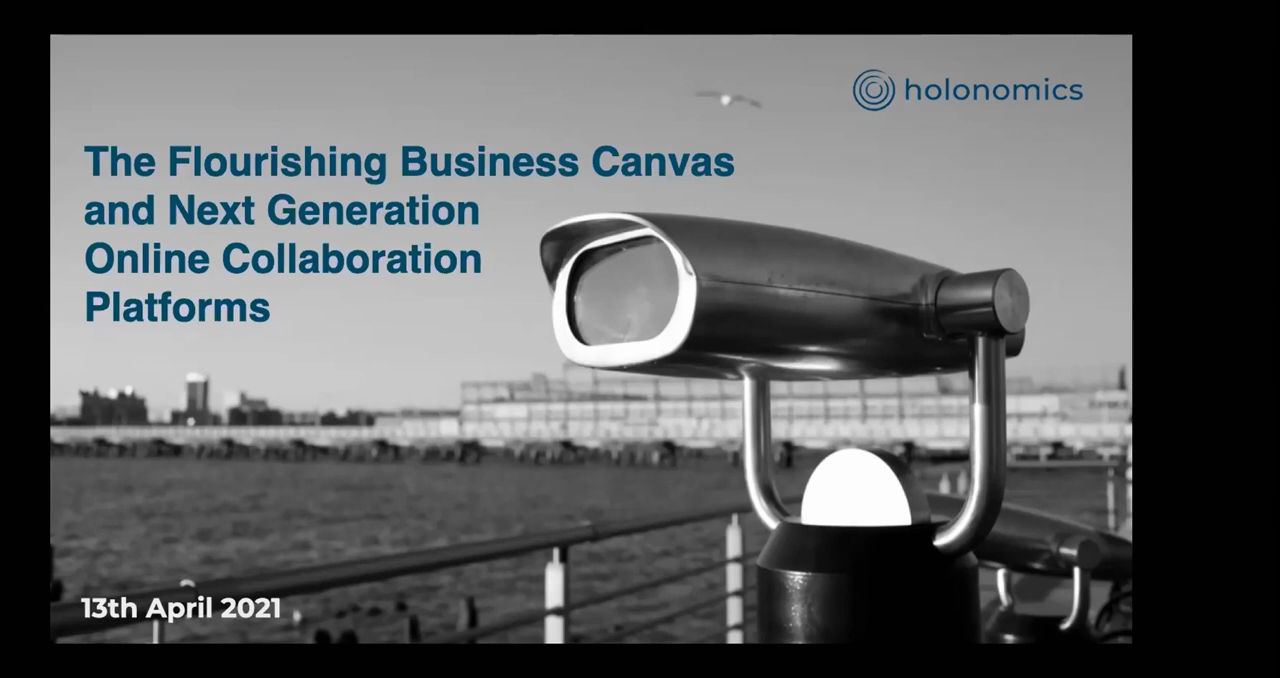 holonomics
The Flourishing Business Canvas
and Next Generation
Online Collaboration
Platforms
13th April 2021